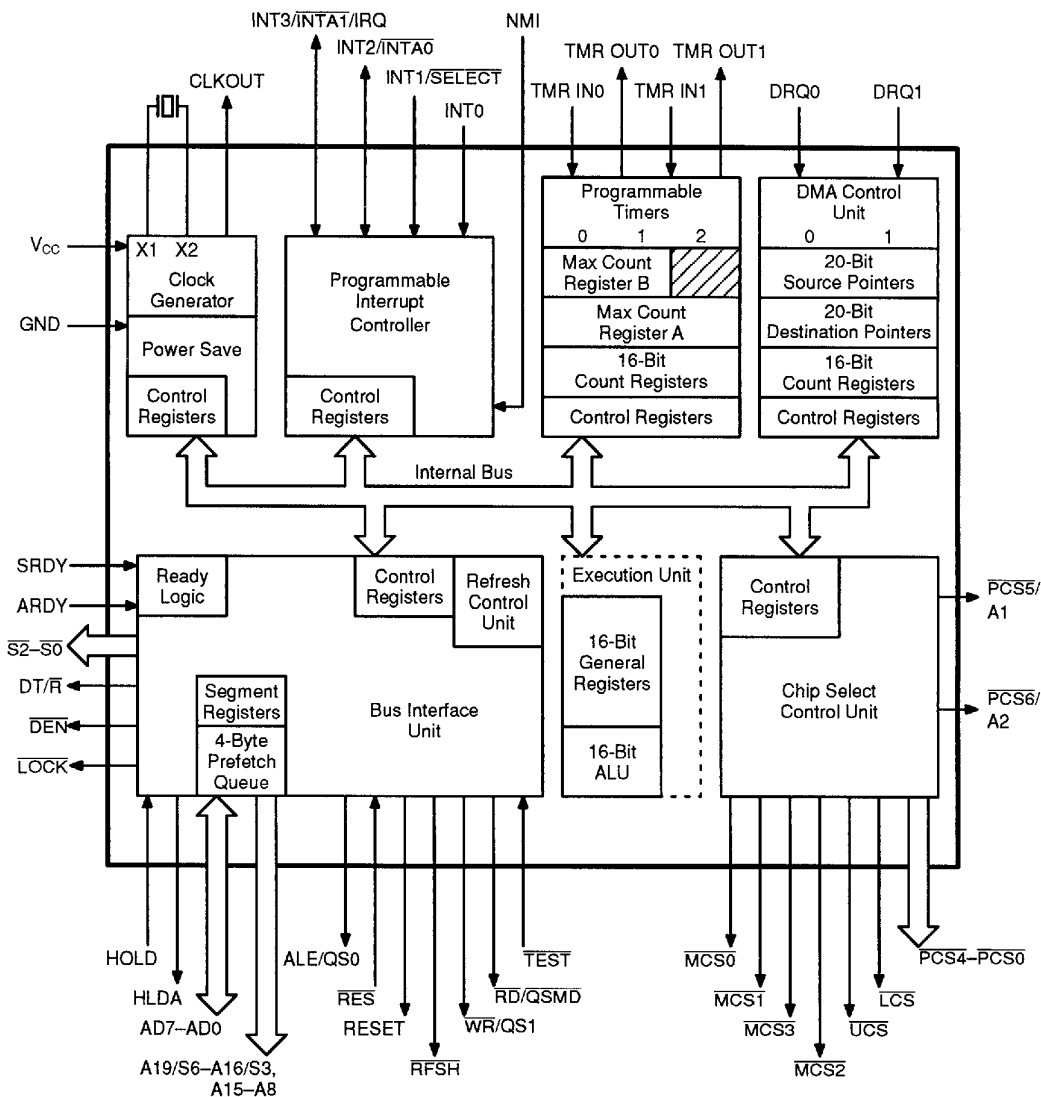 INT3/INTA1/IRQ
NMI
INT2/INTA0
TMR OUT0
TMR OUT1
CLKOUT
INT1/SELECT
TMR IN0
TMR IN1
DRQ0
DRQ1
INT0
Programmable
Timers
0 1 2
DMA Control
Unit
0 1
VCC
X1 X2
Clock
Generator
Programmable
Interrupt
Controller
Max Count
Register B
20-Bit
Source Pointers
GND
Power Save
Max Count
Register A
20-Bit
Destination Pointers
16-Bit
Count Registers
16-Bit
Count Registers
Control
Registers
Control
Registers
Control Registers
Control Registers
Internal Bus
SRDY
ARDY
S2–S0
DT/R
DEN
LOCK
Ready
Logic
Control
Registers
Refresh
Control
Unit
Execution Unit
Control
Registers
PCS5/
A1
16-Bit
General
Registers
Segment
Registers
Bus Interface
Unit
Chip Select
Control Unit
PCS6/
A2
4-Byte
Prefetch
Queue
16-Bit
ALU
HOLD
ALE/QS0
TEST
MCS0
PCS4–PCS0
HLDA
RES
RD/QSMD
MCS1
LCS
AD7–AD0
RESET
WR/QS1
MCS3
UCS
A19/S6–A16/S3,
A15–A8
RFSH
MCS2